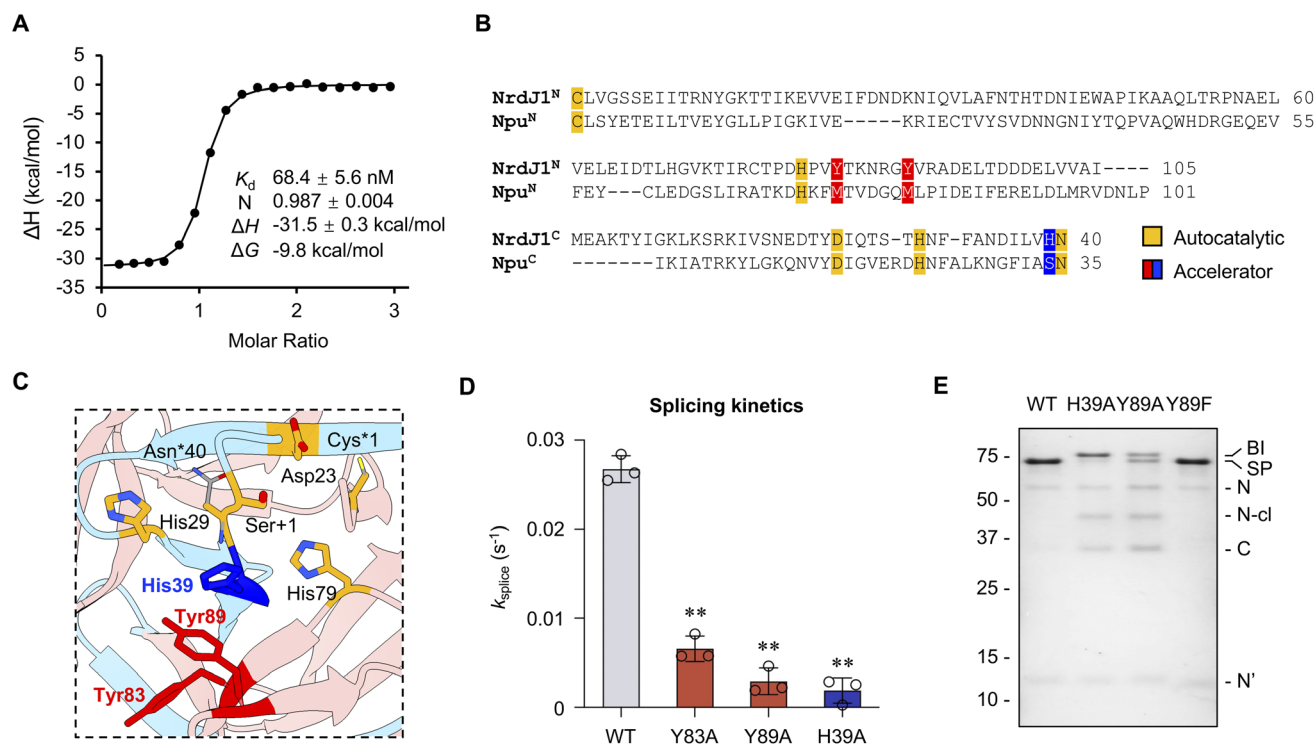 A
ΔH (kcal/mol)
5
0
-5
-10
-15
-20
-25
-30
-35
Kd 68.4 ± 5.6 nM
N 0.987 ± 0.004
ΔH -31.5 ± 0.3 kcal/mol
ΔG -9.8 kcal/mol
0 1 2 3
Molar Ratio
B
NrdJ1N CLVGSSEIITRNYGKTTIKEVVEIFDNDKNIQVLAFNTHTDNIEWAPIKAAQLTRPNAEL 60
NpuN CLSYETEILTVEYGLLPIGKIVE-----KRIECTVYSVDNNGNIYTQPVAQWHDRGEQEV 55
NrdJ1N VELEIDTLHGVKTIRCTPDHPVYTKNRGYVRADELTDDDELVVAI---- 105
NpuN FEY---CLEDGSLIRATKDHKFMTVDGQMLPIDEIFERELDLMRVDNLP 101
NrdJ1C MEAKTYIGKLKSRKIVSNEDTYDIQTS-THNF-FANDILVHN 40
NpuC -------IKIATRKYLGKQNVYDIGVERDHNFALKNGFIASN 35
Autocatalytic
Accelerator
C
Asn*40
Cys*1
Asp23
His29
Ser+1
His39
His79
Tyr89
Tyr83
D
Splicing kinetics
ksplice (s-1)
0.03
0.02
0.01
0
** ** **
WT Y83A Y89A H39A
E
WT H39A Y89A Y89F
75 -
50 -
37 -
25 -
15 -
10 -
BI
SP
- N
- N-cl
- C
- N'